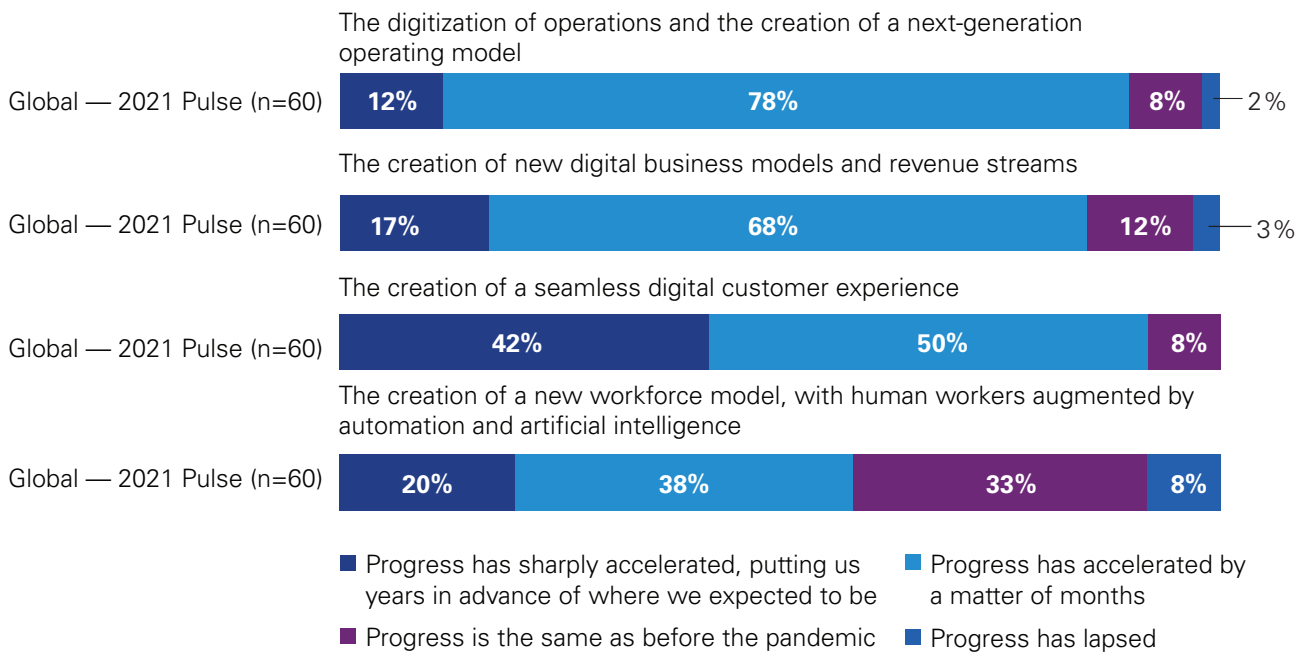 The digitization of operations and the creation of a next-generation
operating model
Global — 2021 Pulse (n=60)
12%
78%
8%
2%
The creation of new digital business models and revenue streams
Global — 2021 Pulse (n=60)
17%
68%
12%
3%
The creation of a seamless digital customer experience
Global — 2021 Pulse (n=60)
42%
50%
8%
The creation of a new workforce model, with human workers augmented by
automation and artificial intelligence
Global — 2021 Pulse (n=60)
20%
38%
33%
8%
Progress has sharply accelerated, putting us
years in advance of where we expected to be
Progress has accelerated by
a matter of months
Progress is the same as before the pandemic
Progress has lapsed